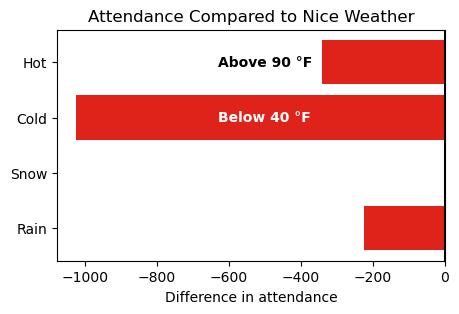 Attendance Compared to Nice Weather
Hot
Above 90 °F
Cold
Below 40 °F
Snow
Rain
−1000 −800 −600 −400 −200 0
Difference in attendance